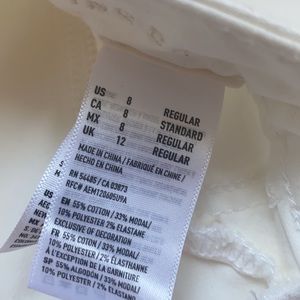 US 8 REGULAR
CA 8 STANDARD
MX 8 REGULAR
UK 12 REGULAR
MADE IN CHINA / FABRIQUÉ EN CHINE /
HECHO EN CHINA
RN 54485 / CA 03873
RFC# AEM120605U9A
EN 55% COTTON / 33% MODAL/
10% POLYESTER 2% ELASTANE
EXCLUSIVE OF DECORATION
FR 55% COTON / 33% MODAL/
10% POLYESTER / 2% ÉLASTHANNE
À L'EXCEPTION DE LA GARNITURE
SP 55% ALGODÓN / 33% MODAL/
10% POLIÉSTER / 2% ELASTANO